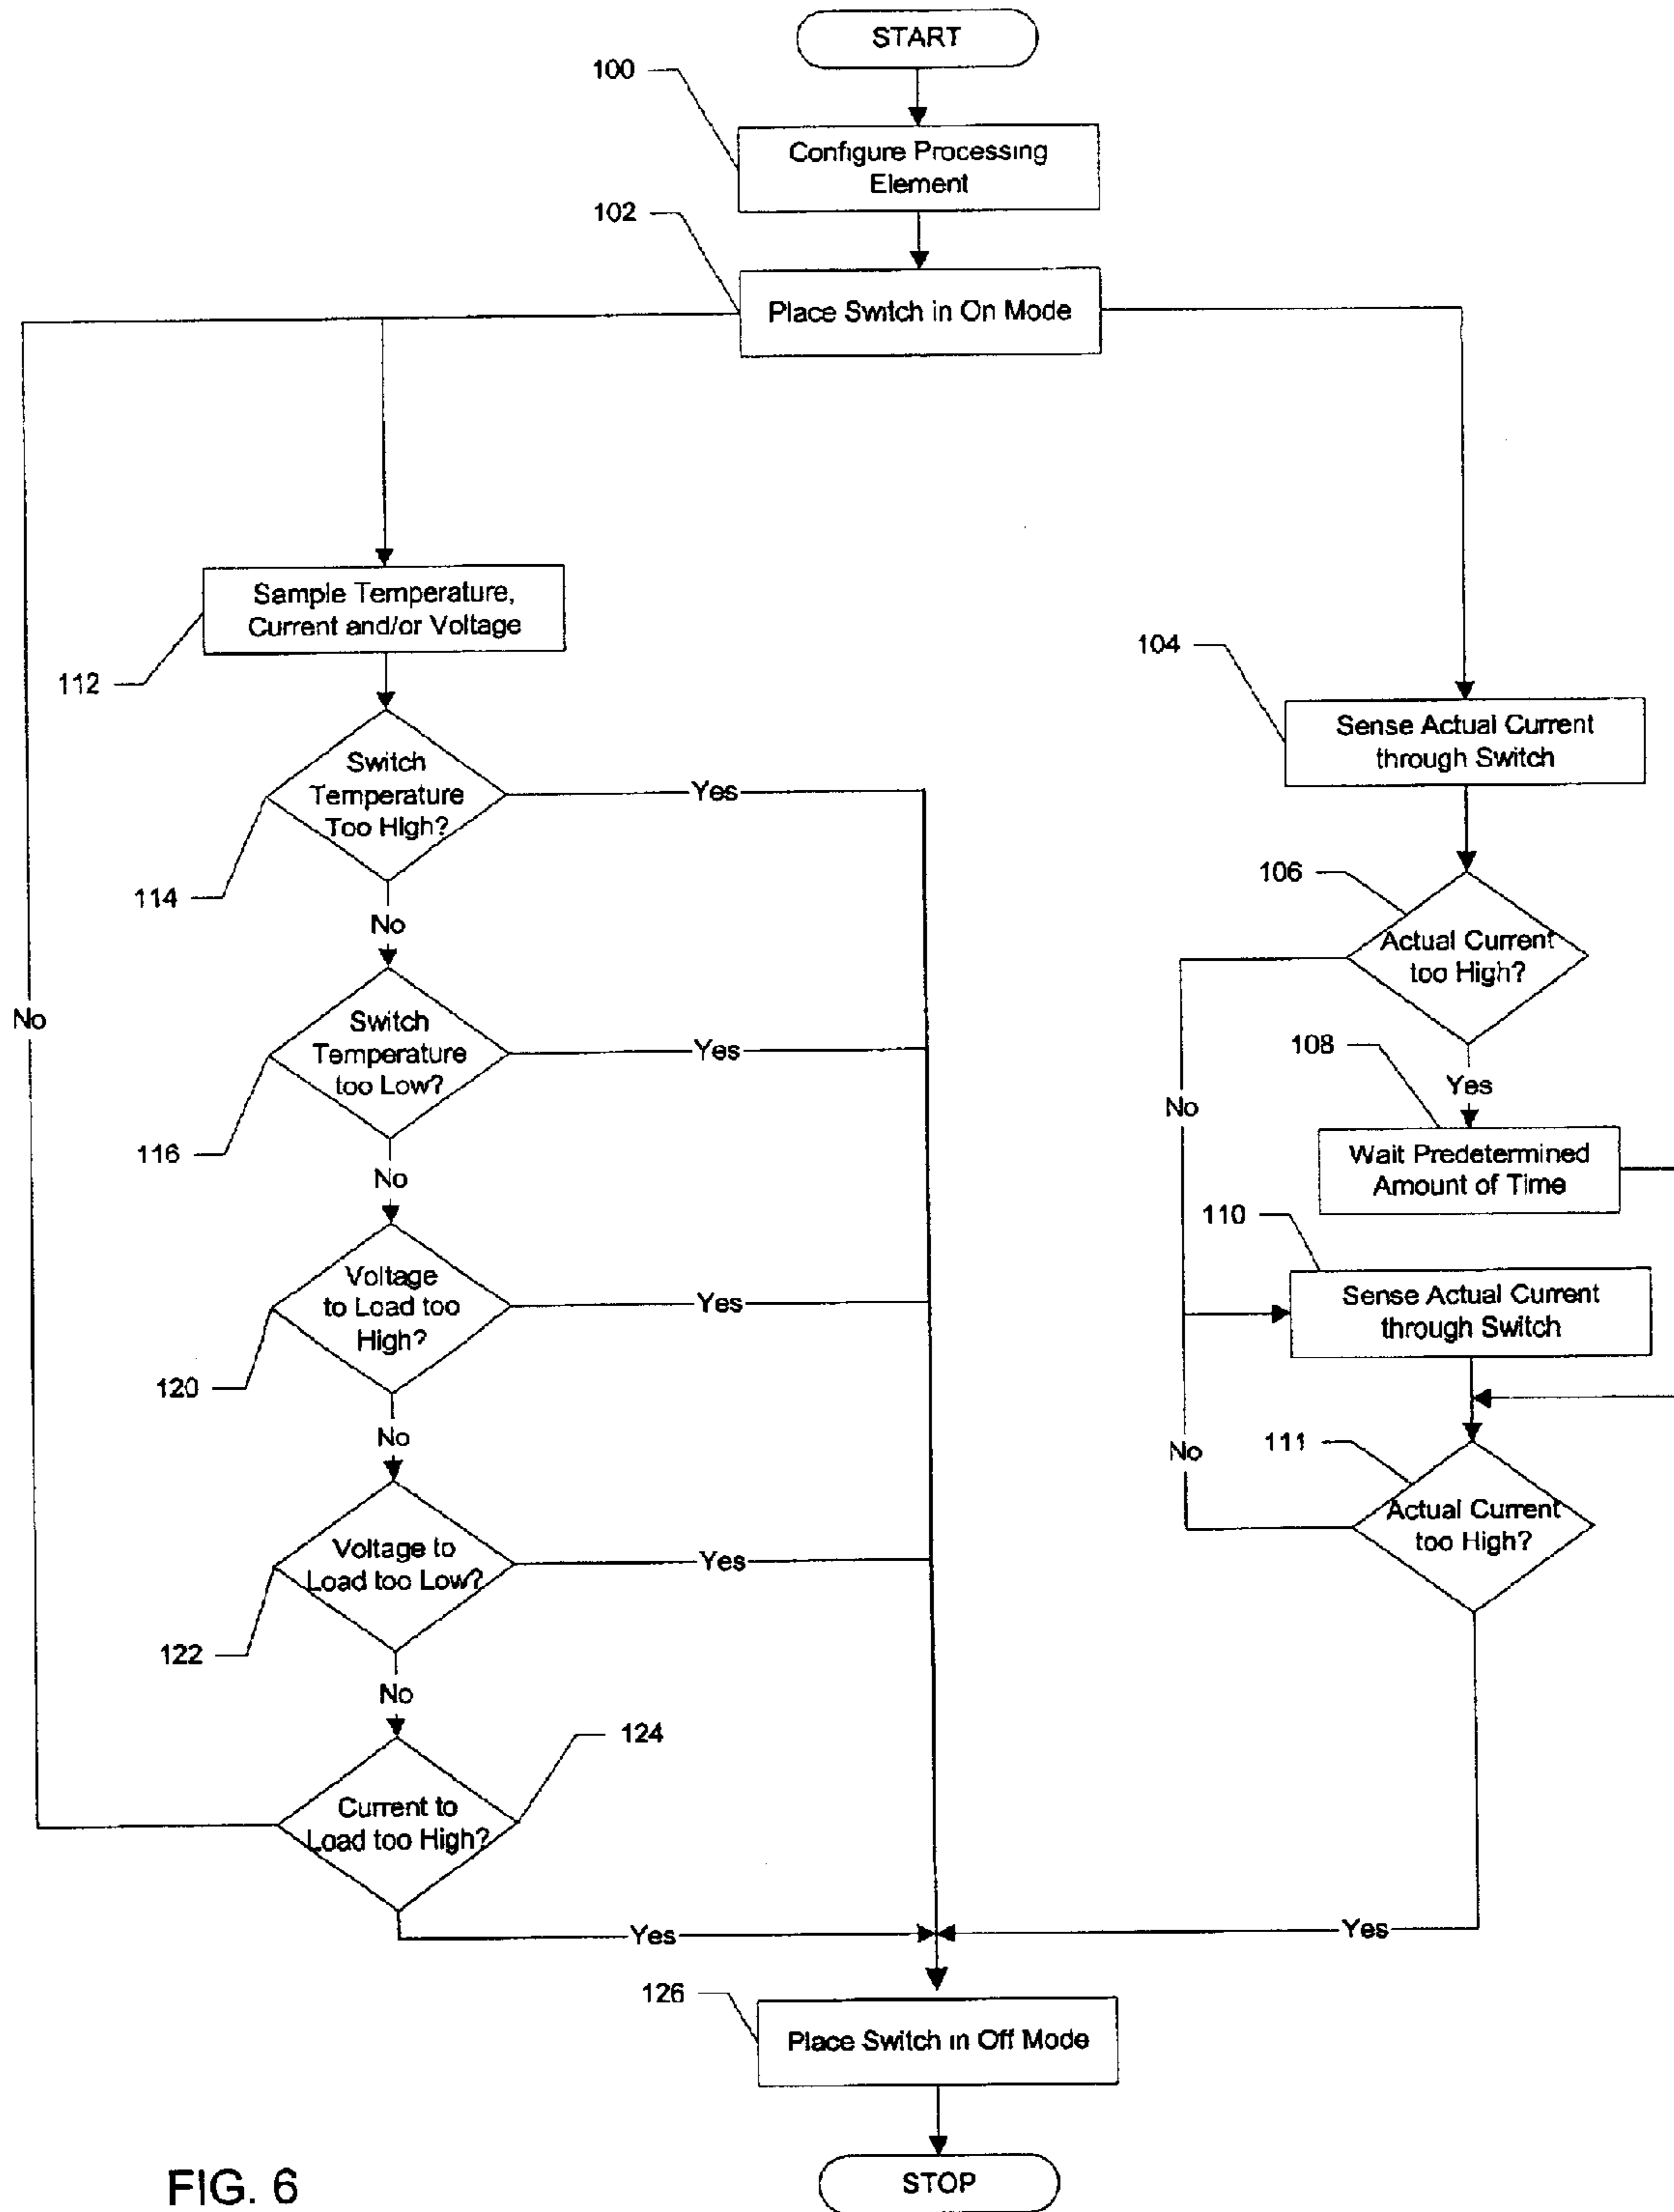 START
100
Configure Processing
Element
102
Place Switch in On Mode
Sample Temperature,
Current and/or Voltage
112
Switch
Temperature
Too High?
114
Yes
No
Switch
Temperature
too Low?
116
Yes
No
Voltage
to Load too
High?
120
Yes
No
Voltage to
Load too Low?
122
Yes
No
Current to
Load too High?
124
No
Yes
104
Sense Actual Current
through Switch
106
Actual Current
too High?
No
Yes
108
Wait Predetermined
Amount of Time
110
Sense Actual Current
through Switch
111
Actual Current
too High?
No
Yes
126
Place Switch in Off Mode
STOP
FIG. 6